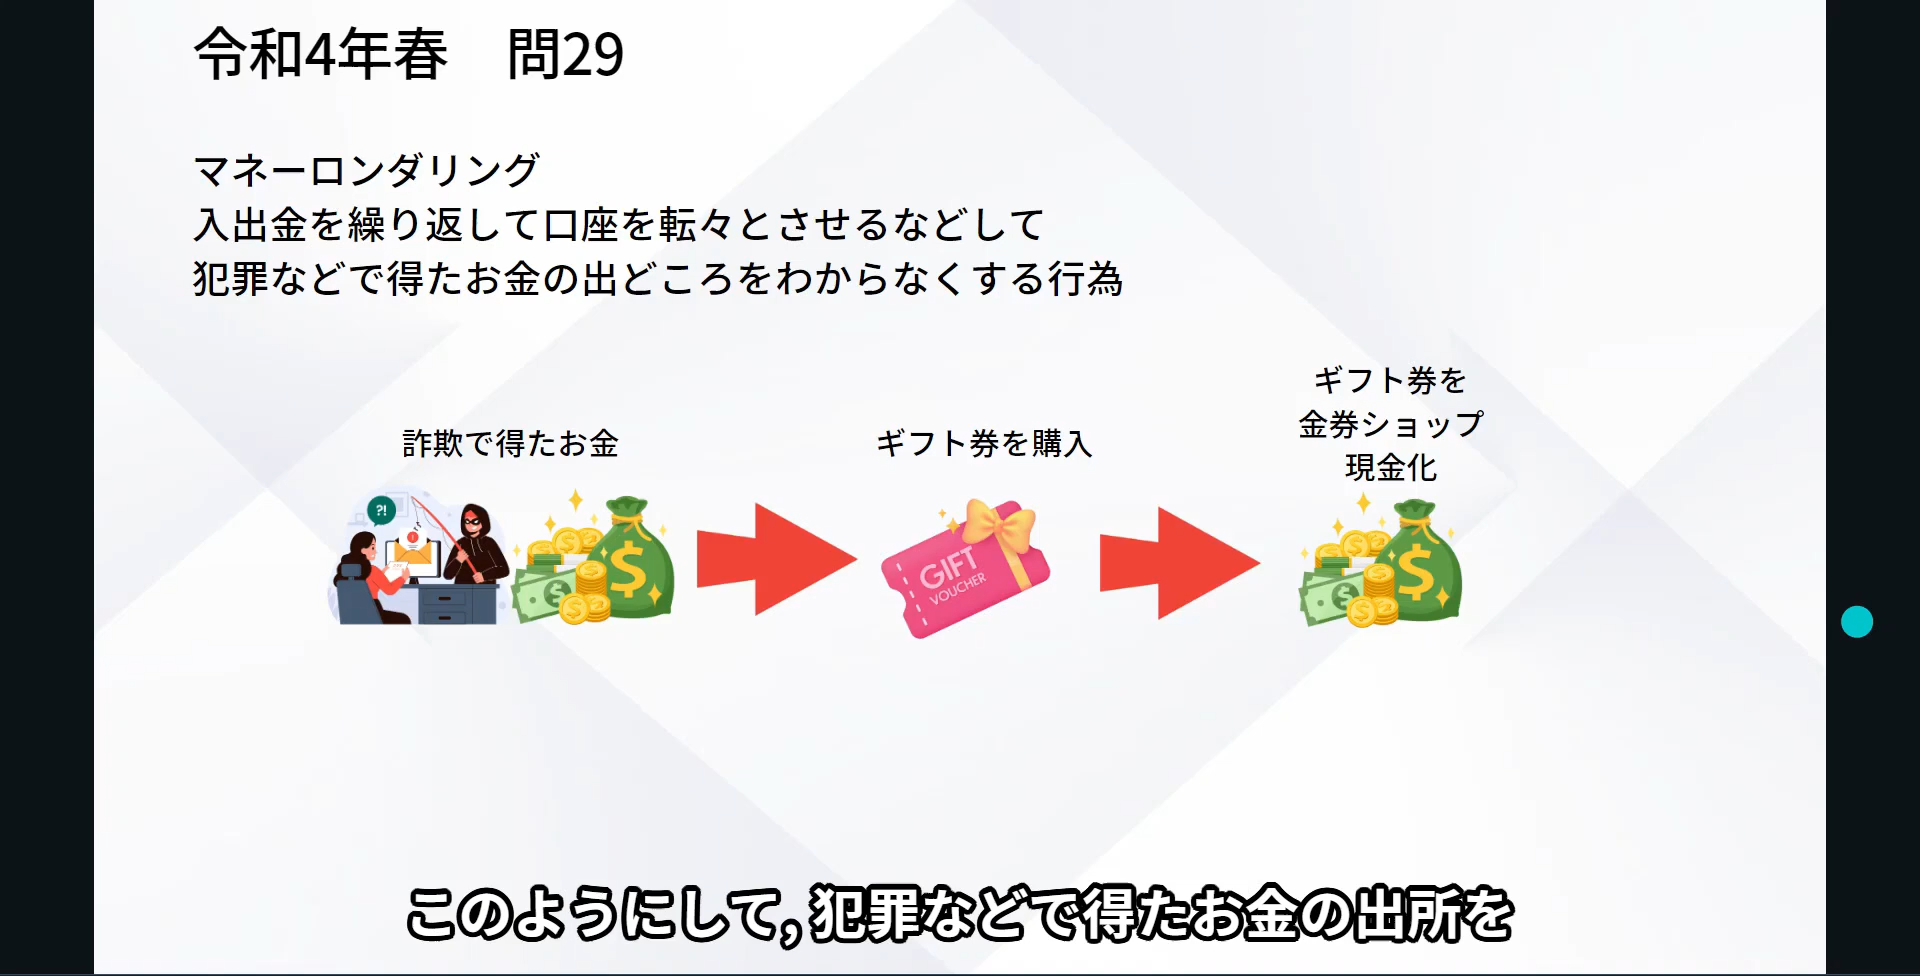 令和4年春　問29
マネーロンダリング
入出金を繰り返して口座を転々とさせるなどして
犯罪などで得たお金の出どころをわからなくする行為
詐欺で得たお金
ギフト券を購入
ギフト券を
金券ショップ
現金化
?!
GIFT
VOUCHER
このようにして,犯罪などで得たお金の出所を